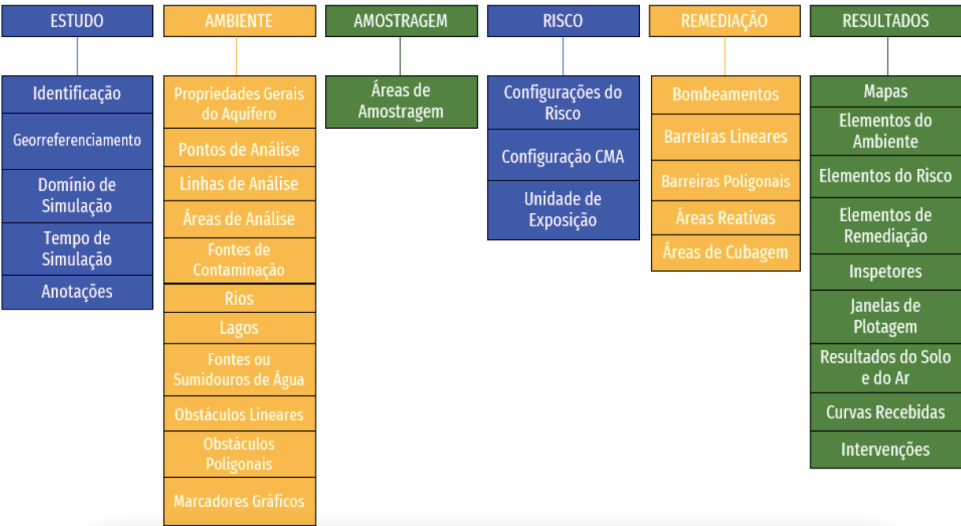 ESTUDO
Identificação
Georreferenciamento
Domínio de
Simulação
Tempo de
Simulação
Anotações
AMBIENTE
Propriedades Gerais
do Aquífero
Pontos de Análise
Linhas de Análise
Áreas de Análise
Fontes de
Contaminação
Rios
Lagos
Fontes ou
Sumidouros de Água
Obstáculos Lineares
Obstáculos
Poligonais
Marcadores Gráficos
AMOSTRAGEM
Áreas de
Amostragem
RISCO
Configurações do
Risco
Configuração CMA
Unidade de
Exposição
REMEDIAÇÃO
Bombeamentos
Barreiras Lineares
Barreiras Poligonais
Áreas Reativas
Áreas de Cubagem
RESULTADOS
Mapas
Elementos do
Ambiente
Elementos do Risco
Elementos de
Remediação
Inspetores
Janelas de
Plotagem
Resultados do Solo
e do Ar
Curvas Recebidas
Intervenções